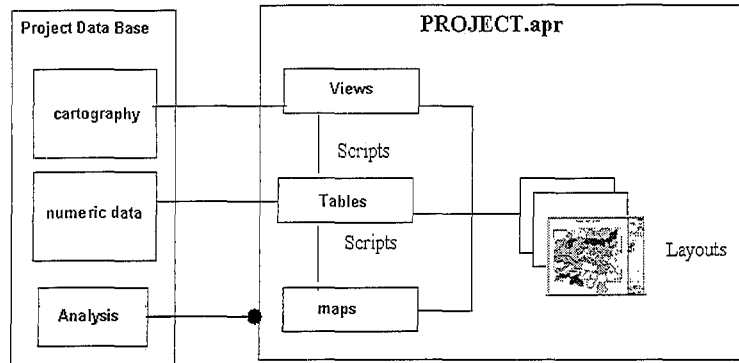 Project Data Base
PROJECT.apr
cartography
Views
Scripts
numeric data
Tables
Scripts
Layouts
Analysis
maps